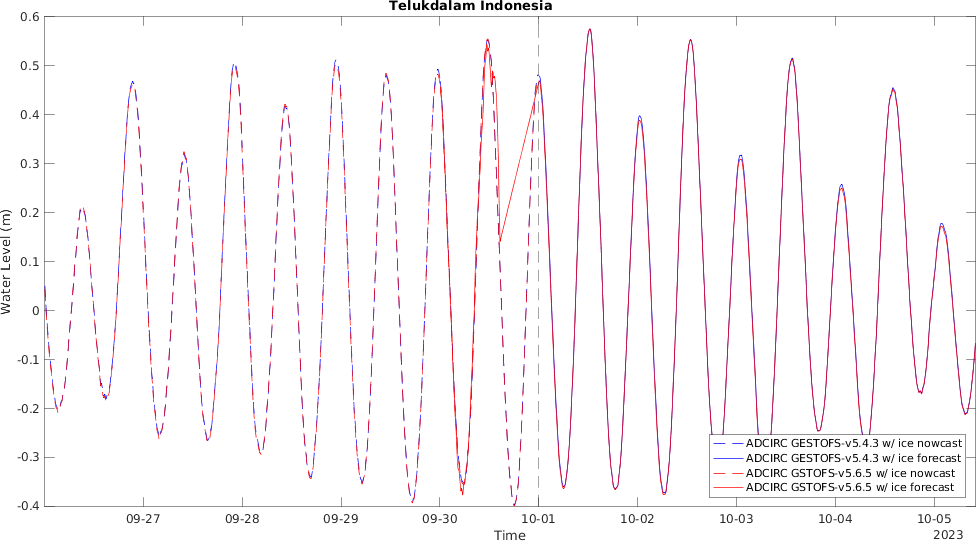 Telukdalam Indonesia
Water Level (m)
0.6
0.5
0.4
0.3
0.2
0.1
0
-0.1
-0.2
-0.3
-0.4
ADCIRC GESTOFS-v5.4.3 w/ ice nowcast
ADCIRC GESTOFS-v5.4.3 w/ ice forecast
ADCIRC GSTOFS-v5.6.5 w/ ice nowcast
ADCIRC GSTOFS-v5.6.5 w/ ice forecast
09-27 09-28 09-29 09-30 10-01 10-02 10-03 10-04 10-05
Time
2023